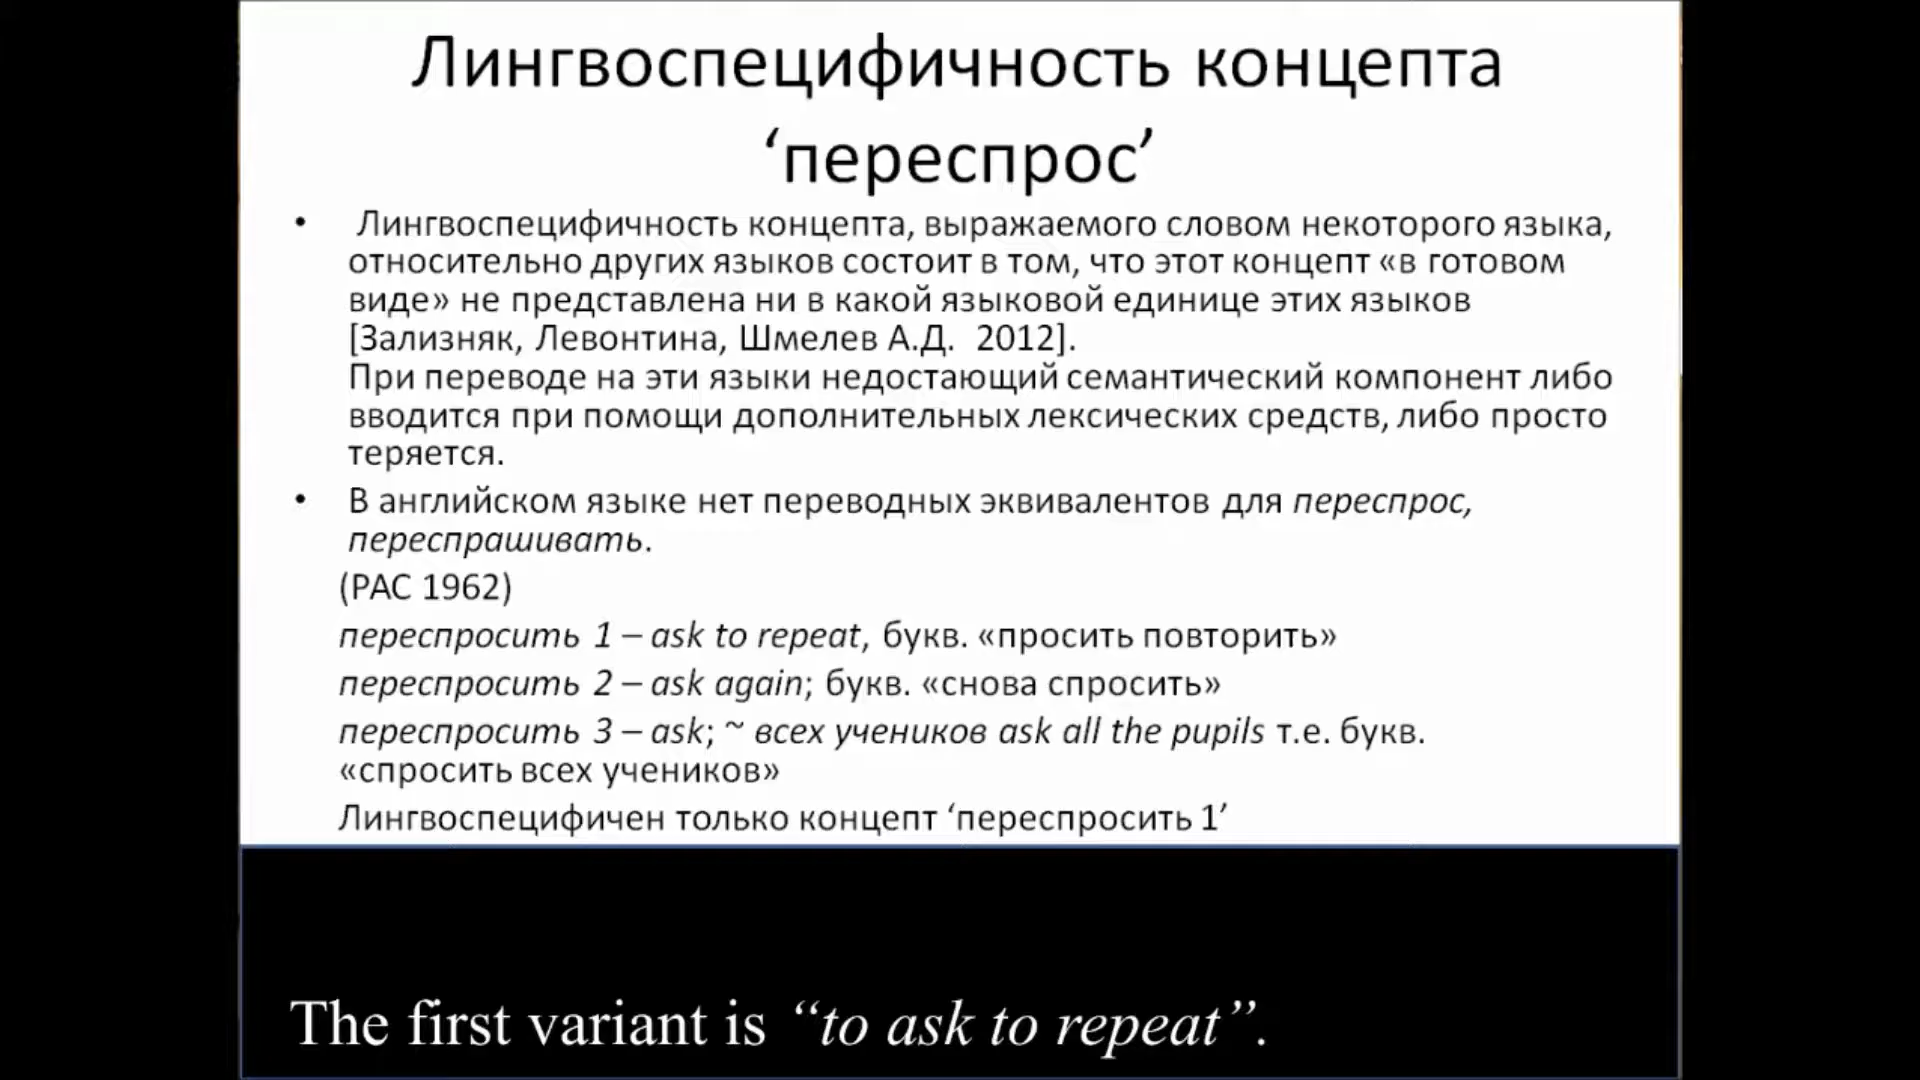 Лингвоспецифичность концепта
‘переспрос’
• Лингвоспецифичность концепта, выражаемого словом некоторого языка,
относительно других языков состоит в том, что этот концепт «в готовом
виде» не представлена ни в какой языковой единице этих языков
[Зализняк, Левонтина, Шмелев А.Д. 2012].
При переводе на эти языки недостающий семантический компонент либо
вводится при помощи дополнительных лексических средств, либо просто
теряется.
• В английском языке нет переводных эквивалентов для переспрос,
переспрашивать.
(РАС 1962)
переспросить 1 – ask to repeat, букв. «просить повторить»
переспросить 2 – ask again; букв. «снова спросить»
переспросить 3 – ask; ~ всех учеников ask all the pupils т.е. букв.
«спросить всех учеников»
Лингвоспецифичен только концепт ‘переспросить 1’
The first variant is “to ask to repeat”.